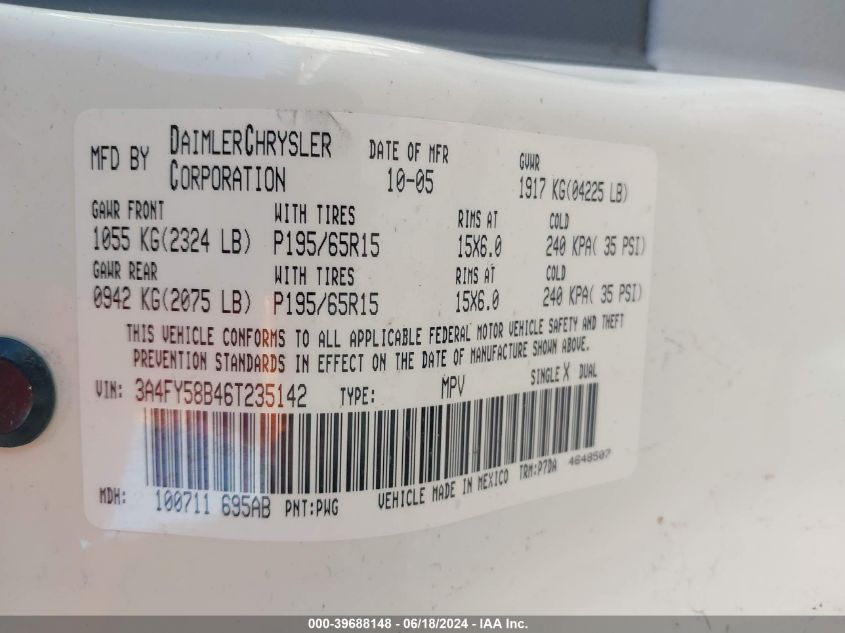 MFD BY DAIMLERCHRYSLER CORPORATION DATE OF MFR 10-05 GVWR 1917 KG(04225 LB)
GAWR FRONT WITH TIRES RIMS AT COLD
1055 KG(2324 LB) P195/65R15 15X6.0 240 KPA( 35 PSI)
GAWR REAR WITH TIRES RIMS AT COLD
0942 KG(2075 LB) P195/65R15 15X6.0 240 KPA( 35 PSI)
THIS VEHICLE CONFORMS TO ALL APPLICABLE FEDERAL MOTOR VEHICLE SAFETY AND THEFT
PREVENTION STANDARDS IN EFFECT ON THE DATE OF MANUFACTURE SHOWN ABOVE.
VIN: 3A4FY58B46T235142 TYPE: MPV SINGLE X DUAL
MDH: 100711 695AB PNT:PWG VEHICLE MADE IN MEXICO TRM:P7DA 4648507
000-39688148 - 06/18/2024 - IAA Inc.